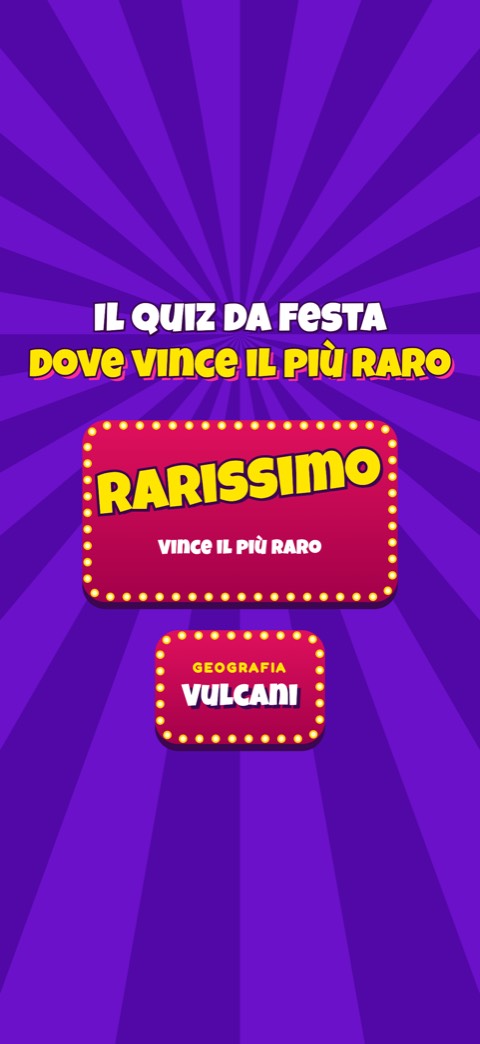 IL QUIZ DA FESTA
DOVE VINCE IL PIÙ RARO
RARISSIMO
VINCE IL PIÙ RARO
GEOGRAFIA
VULCANI